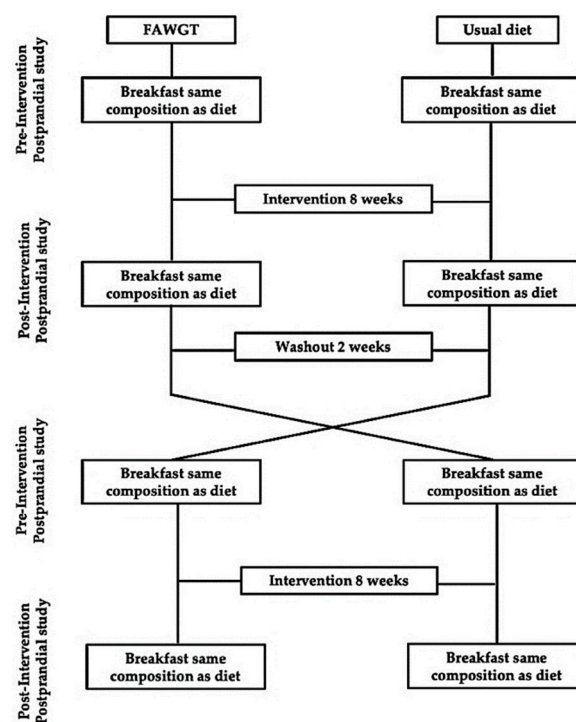 FAWGT
Usual diet
Pre-Intervention
Postprandial study
Breakfast same
composition as diet
Breakfast same
composition as diet
Intervention 8 weeks
Post-Intervention
Postprandial study
Breakfast same
composition as diet
Breakfast same
composition as diet
Washout 2 weeks
Pre-Intervention
Postprandial study
Breakfast same
composition as diet
Breakfast same
composition as diet
Intervention 8 weeks
Post-Intervention
Postprandial study
Breakfast same
composition as diet
Breakfast same
composition as diet